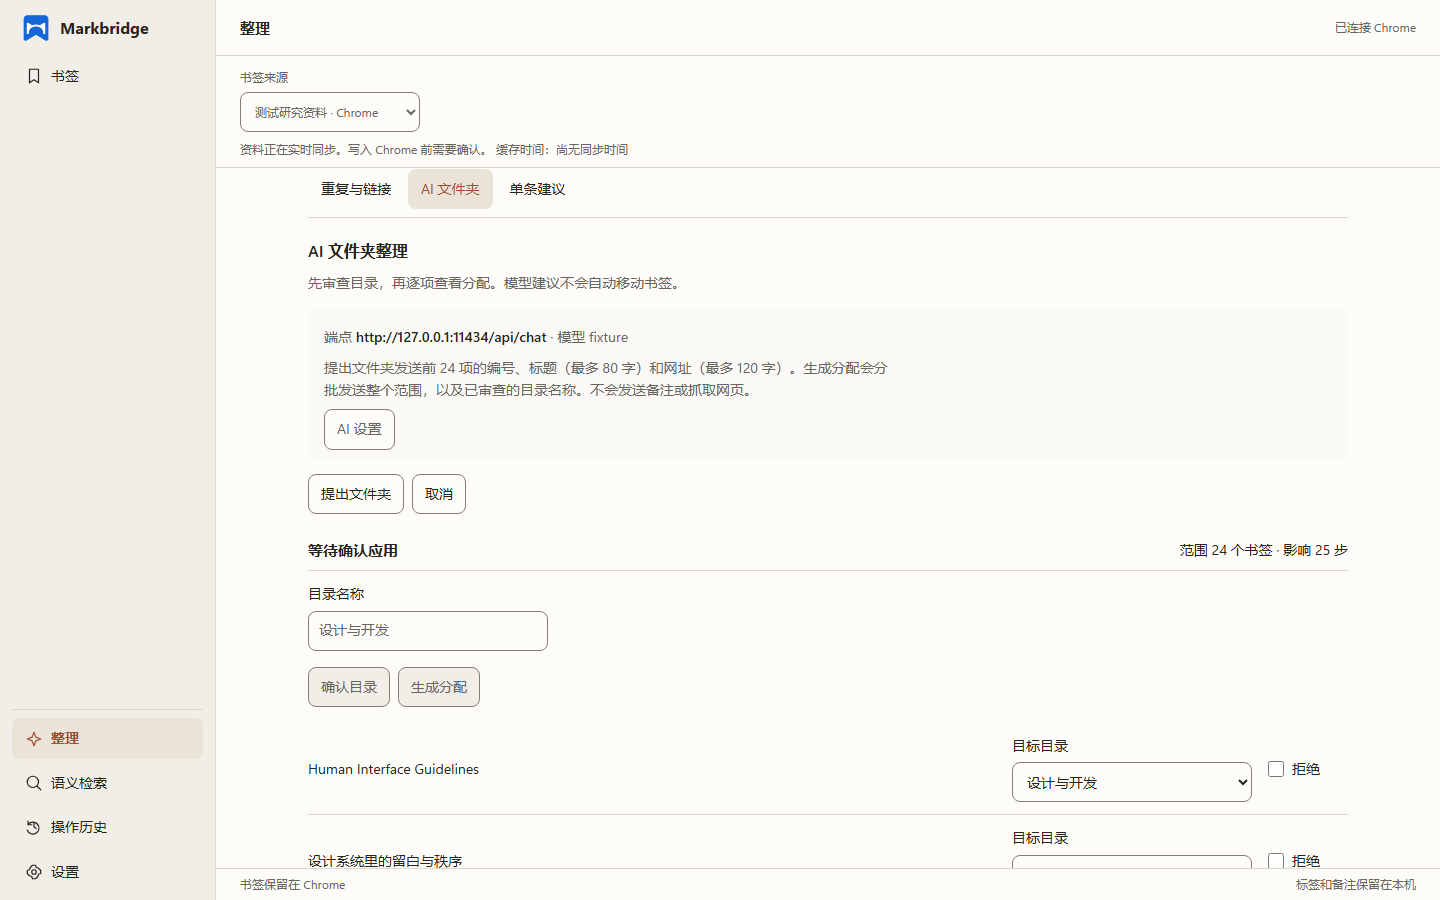 Markbridge
书签
整理
语义检索
操作历史
设置
整理
已连接 Chrome
书签来源
测试研究资料 · Chrome
资料正在实时同步。写入 Chrome 前需要确认。 缓存时间：尚无同步时间
重复与链接
AI 文件夹
单条建议
AI 文件夹整理
先审查目录，再逐项查看分配。模型建议不会自动移动书签。
端点 http://127.0.0.1:11434/api/chat · 模型 fixture
提出文件夹发送前 24 项的编号、标题（最多 80 字）和网址（最多 120 字）。生成分配会分
批发送整个范围，以及已审查的目录名称。不会发送备注或抓取网页。
AI 设置
提出文件夹
取消
等待确认应用
范围 24 个书签 · 影响 25 步
目录名称
设计与开发
确认目录
生成分配
Human Interface Guidelines
目标目录
设计与开发
拒绝
设计系统里的留白与秩序
目标目录
拒绝
书签保留在 Chrome
标签和备注保留在本机